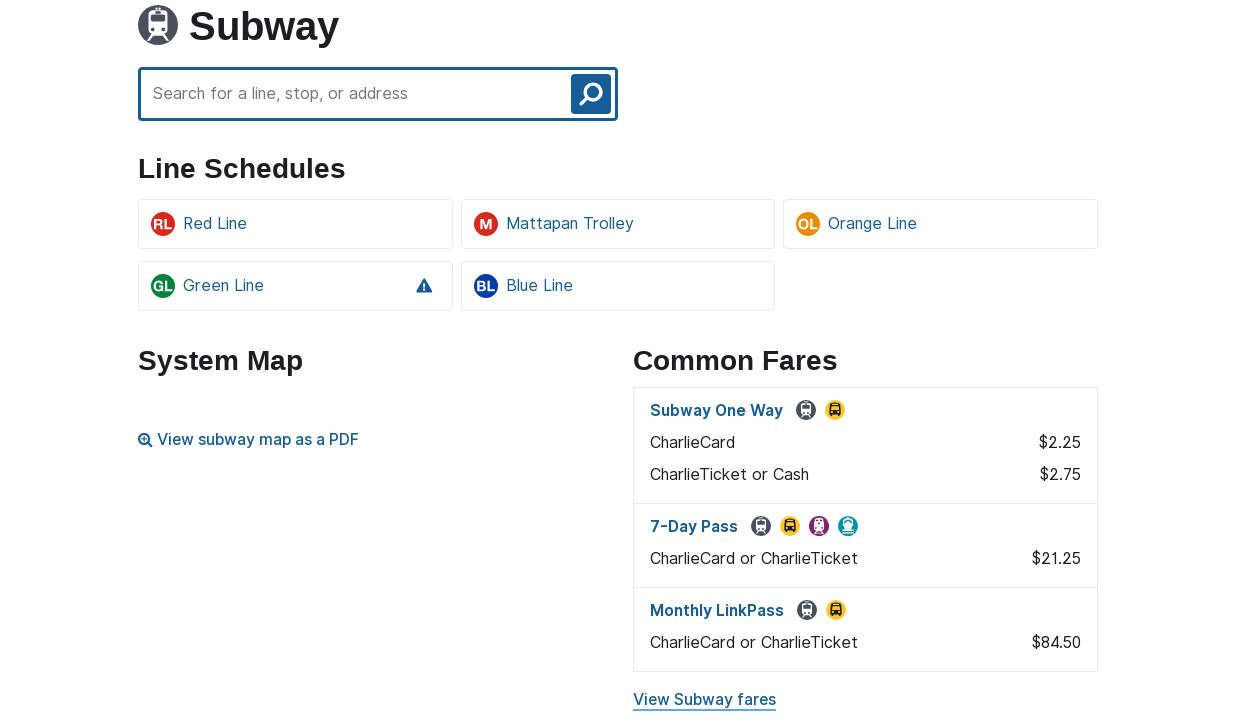 Subway
Search for a line, stop, or address
Line Schedules
RL Red Line
M Mattapan Trolley
OL Orange Line
GL Green Line
BL Blue Line
System Map
View subway map as a PDF
Common Fares
Subway One Way
CharlieCard $2.25
CharlieTicket or Cash $2.75
7-Day Pass
CharlieCard or CharlieTicket $21.25
Monthly LinkPass
CharlieCard or CharlieTicket $84.50
View Subway fares